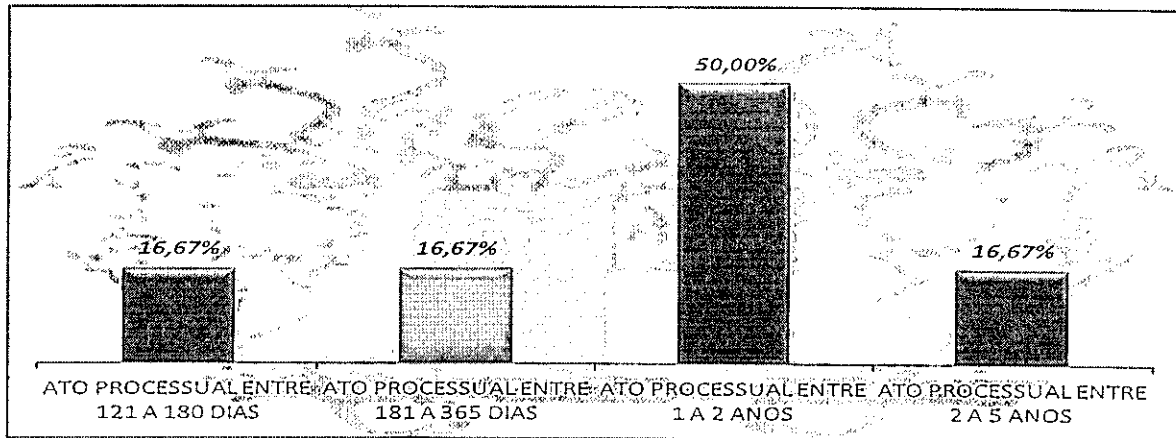 50,00%
16,67%
16,67%
16,67%
ATO PROCESSUAL ENTRE
121 A 180 DIAS
ATO PROCESSUAL ENTRE
181 A 365 DIAS
ATO PROCESSUAL ENTRE
1 A 2 ANOS
ATO PROCESSUAL ENTRE
2 A 5 ANOS